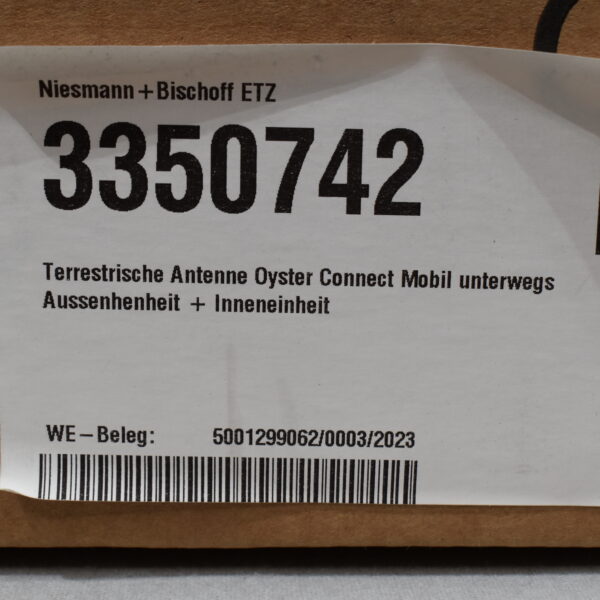 Niesmann+Bischoff ETZ
3350742
Terrestrische Antenne Oyster Connect Mobil unterwegs
Aussenhenheit + Inneneinheit
WE-Beleg: 5001299062/0003/2023